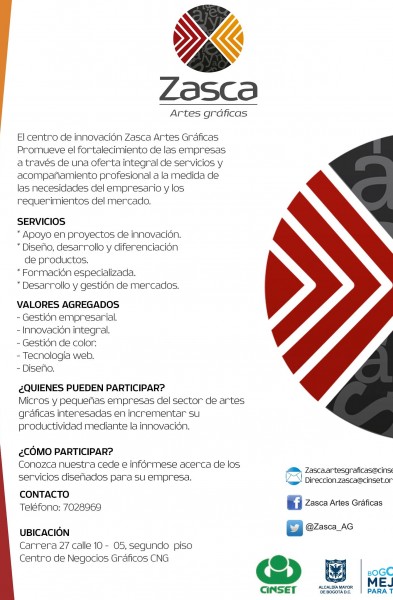 Zasca
Artes gráficas
El centro de innovación Zasca Artes Gráficas
Promueve el fortalecimiento de las empresas
a través de una oferta integral de servicios y
acompañamiento profesional a la medida de
las necesidades del empresario y los
requerimientos del mercado.
SERVICIOS
* Apoyo en proyectos de innovación.
* Diseño, desarrollo y diferenciación
de productos.
* Formación especializada.
* Desarrollo y gestión de mercados.
VALORES AGREGADOS
- Gestión empresarial.
- Innovación integral.
- Gestión de color.
- Tecnología web.
- Diseño.
¿QUIENES PUEDEN PARTICIPAR?
Micros y pequeñas empresas del sector de artes
gráficas interesadas en incrementar su
productividad mediante la innovación.
¿CÓMO PARTICIPAR?
Conozca nuestra cede e infórmese acerca de los
servicios diseñados para su empresa.
CONTACTO
Teléfono: 7028969
UBICACIÓN
Carrera 27 calle 10 - 05, segundo piso
Centro de Negocios Gráficos CNG
Zasca.artesgraficas@cinse
Direccion.zasca@cinset.or
Zasca Artes Gráficas
@Zasca_AG
CINSET
ALCALDÍA MAYOR
DE BOGOTÁ D.C.
BOGO
MEJ
PARA T